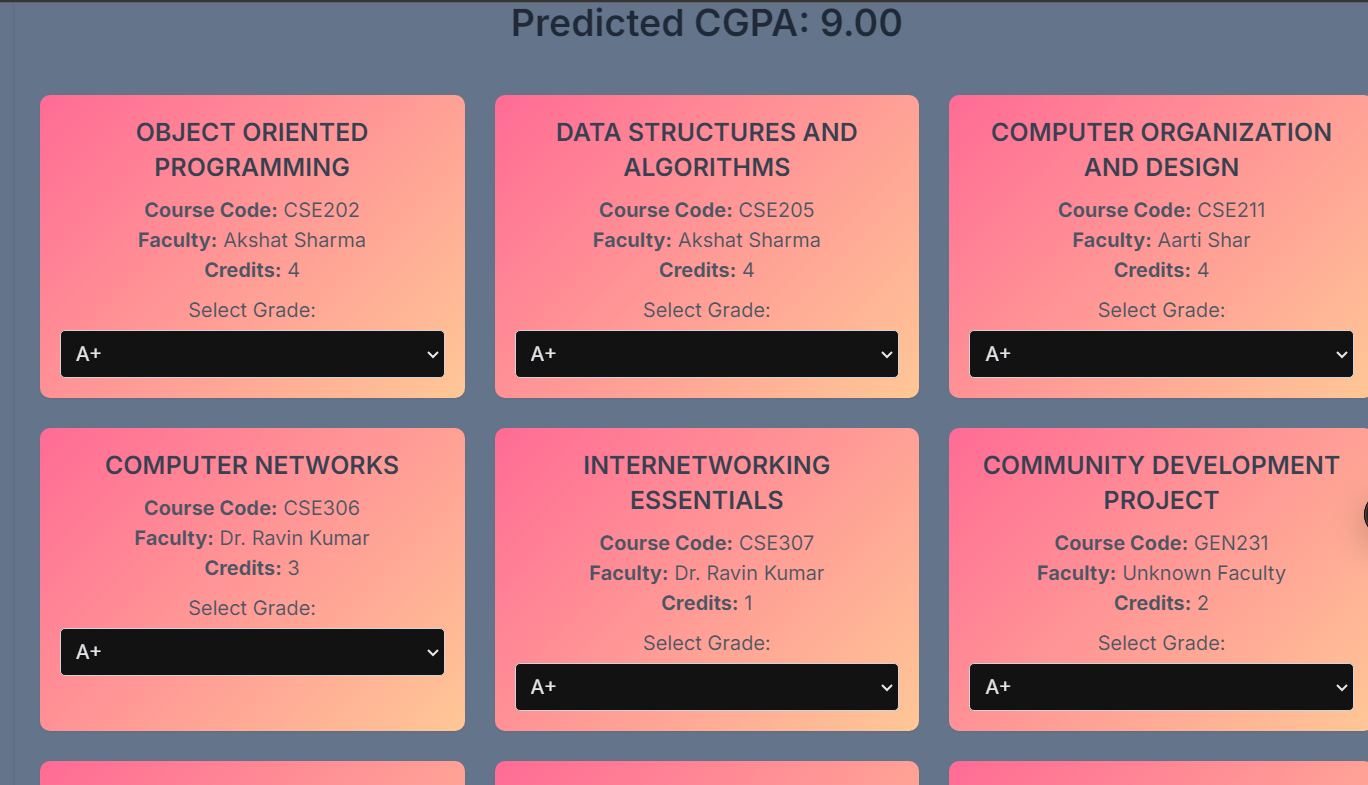 Predicted CGPA: 9.00
OBJECT ORIENTED
PROGRAMMING
Course Code: CSE202
Faculty: Akshat Sharma
Credits: 4
Select Grade:
A+
DATA STRUCTURES AND
ALGORITHMS
Course Code: CSE205
Faculty: Akshat Sharma
Credits: 4
Select Grade:
A+
COMPUTER ORGANIZATION
AND DESIGN
Course Code: CSE211
Faculty: Aarti Shar
Credits: 4
Select Grade:
A+
COMPUTER NETWORKS
Course Code: CSE306
Faculty: Dr. Ravin Kumar
Credits: 3
Select Grade:
A+
INTERNETWORKING
ESSENTIALS
Course Code: CSE307
Faculty: Dr. Ravin Kumar
Credits: 1
Select Grade:
A+
COMMUNITY DEVELOPMENT
PROJECT
Course Code: GEN231
Faculty: Unknown Faculty
Credits: 2
Select Grade:
A+